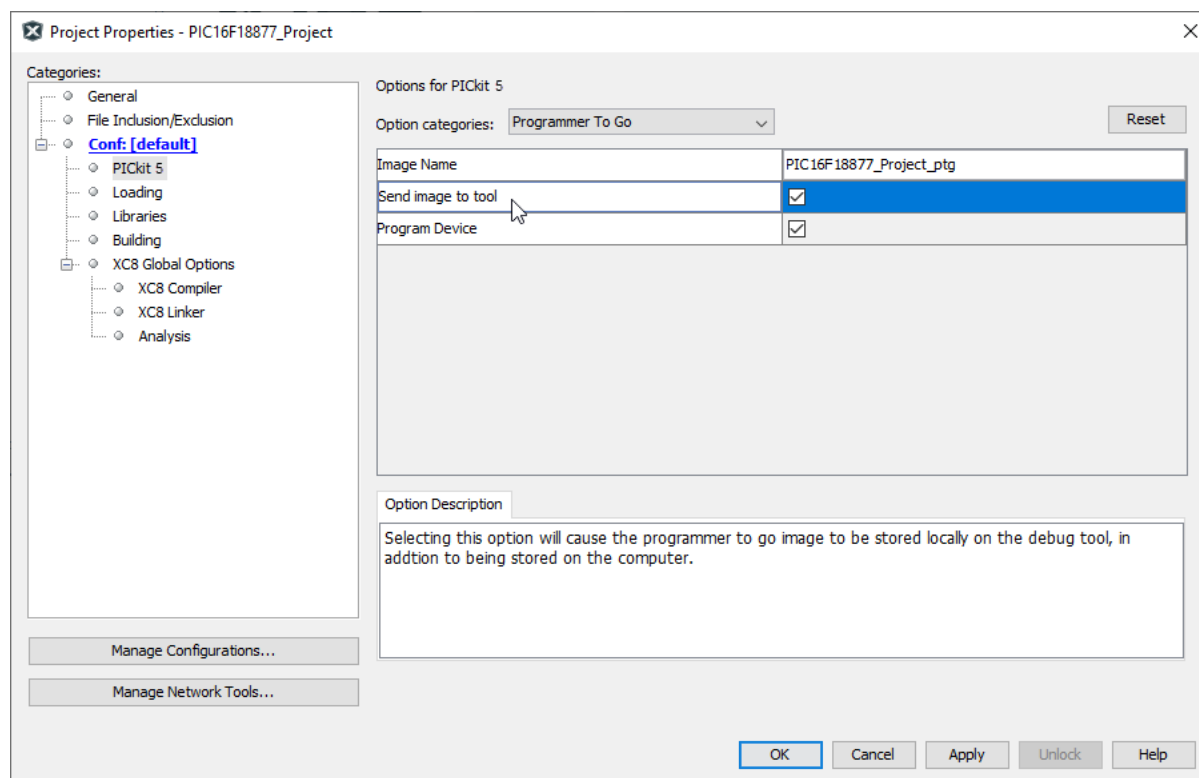 Project Properties - PIC16F18877_Project
Categories:
General
File Inclusion/Exclusion
Conf: [default]
PICkit 5
Loading
Libraries
Building
XC8 Global Options
XC8 Compiler
XC8 Linker
Analysis
Manage Configurations...
Manage Network Tools...
Options for PICkit 5
Option categories: Programmer To Go
Reset
Image Name PIC16F18877_Project_ptg
Send image to tool
Program Device
Option Description
Selecting this option will cause the programmer to go image to be stored locally on the debug tool, in
addtion to being stored on the computer.
OK Cancel Apply Unlock Help